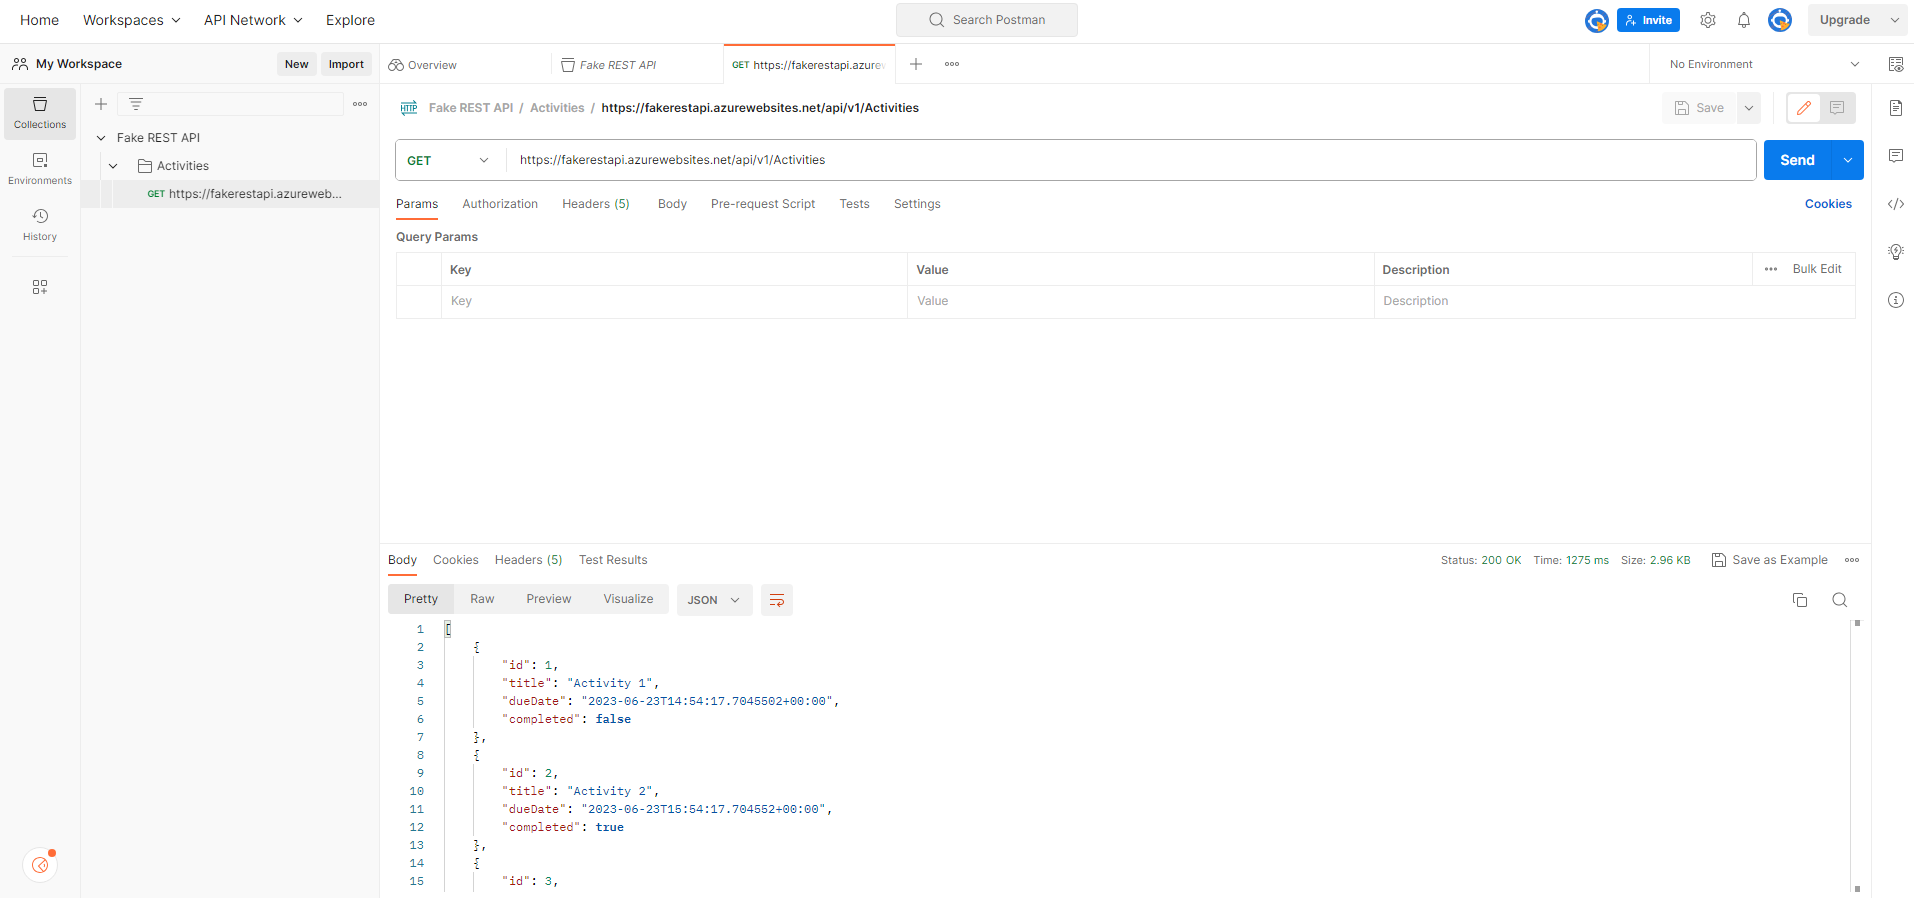 Home Workspaces API Network Explore Search Postman Invite Upgrade
My Workspace New Import Overview Fake REST API GET https://fakerestapi.azurew No Environment
Collections
Environments
History
Fake REST API
Activities
GET https://fakerestapi.azureweb...
HTTP Fake REST API / Activities / https://fakerestapi.azurewebsites.net/api/v1/Activities Save
GET https://fakerestapi.azurewebsites.net/api/v1/Activities Send
Params Authorization Headers (5) Body Pre-request Script Tests Settings Cookies
Query Params
Key Value Description Bulk Edit
Key Value Description
Body Cookies Headers (5) Test Results Status: 200 OK Time: 1275 ms Size: 2.96 KB Save as Example
Pretty Raw Preview Visualize JSON
1 [
2 {
3 "id": 1,
4 "title": "Activity 1",
5 "dueDate": "2023-06-23T14:54:17.7045502+00:00",
6 "completed": false
7 },
8 {
9 "id": 2,
10 "title": "Activity 2",
11 "dueDate": "2023-06-23T15:54:17.704552+00:00",
12 "completed": true
13 },
14 {
15 "id": 3,